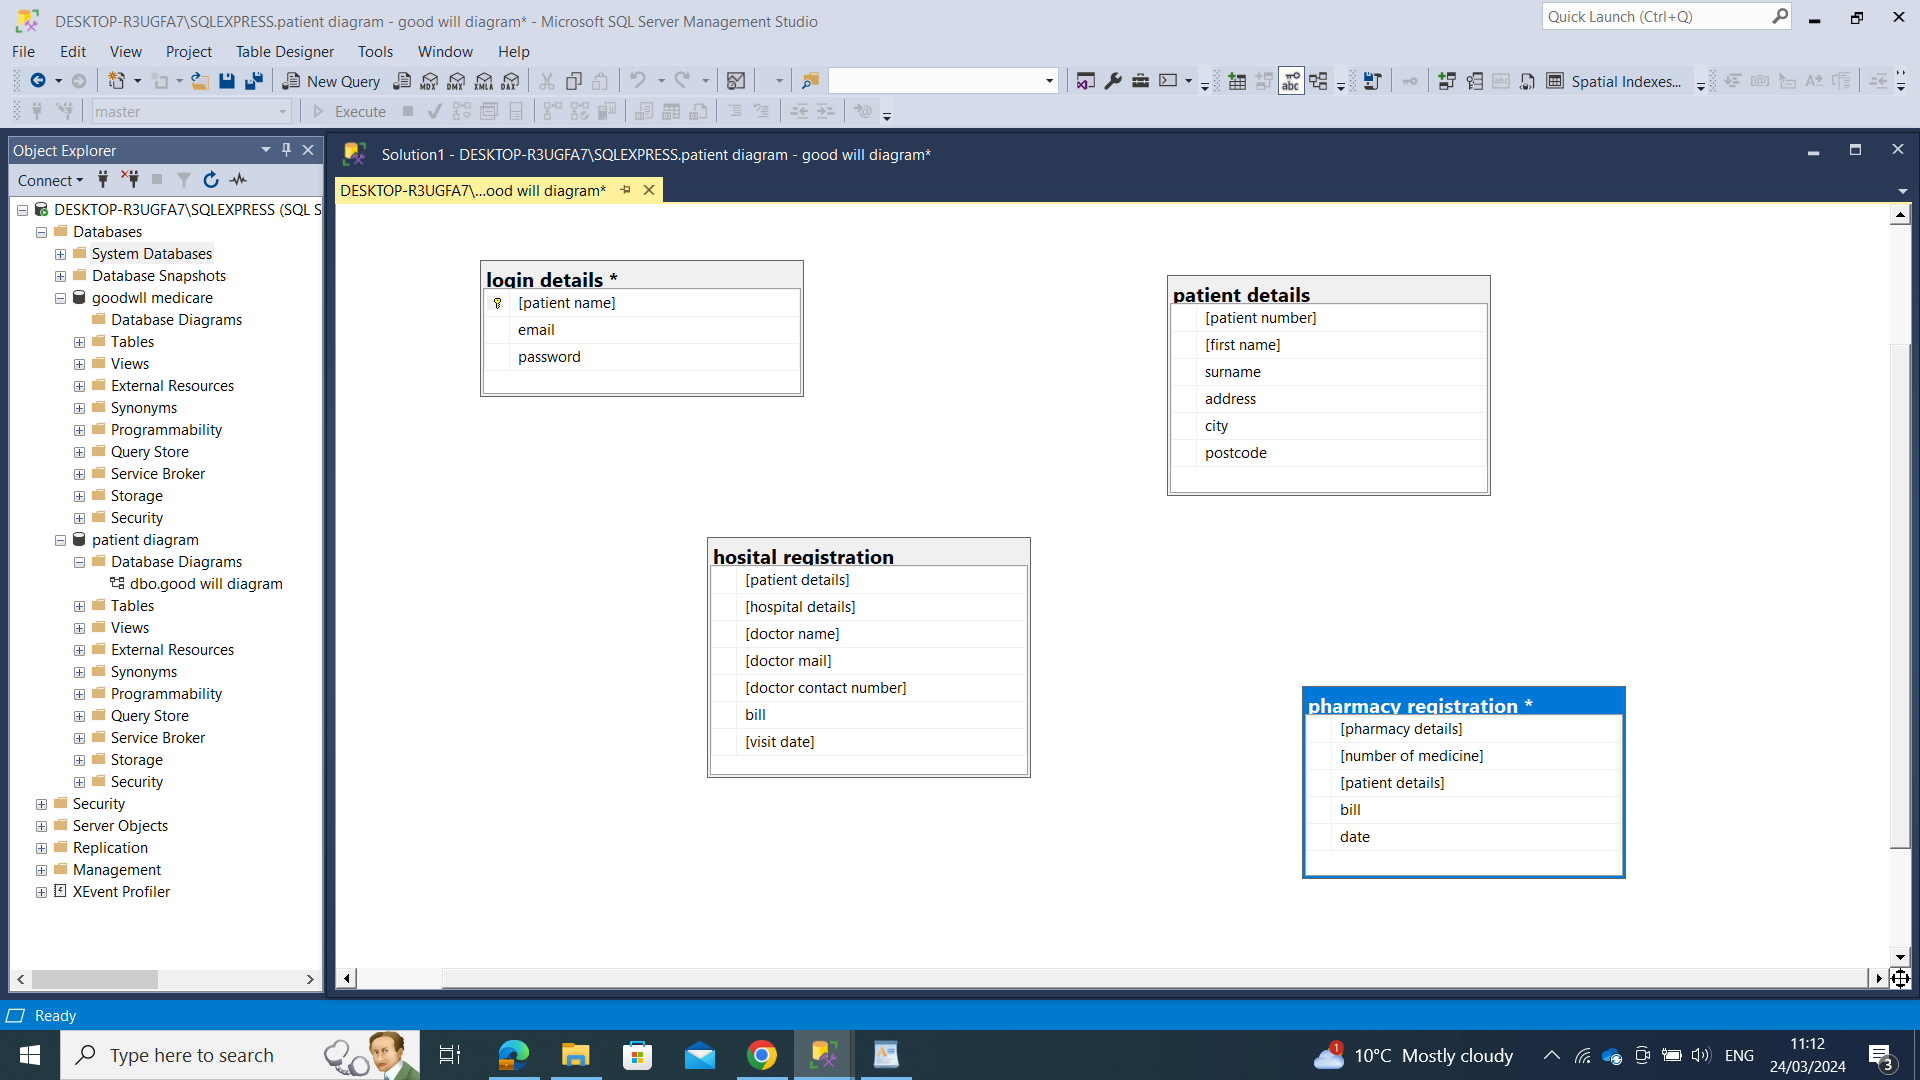 DESKTOP-R3UGFA7\SQLEXPRESS.patient diagram - good will diagram* - Microsoft SQL Server Management Studio
Quick Launch (Ctrl+Q)
File Edit View Project Table Designer Tools Window Help
New Query MDX DMX XMLA DAX abc Spatial Indexes...
master Execute
Object Explorer
Solution1 - DESKTOP-R3UGFA7\SQLEXPRESS.patient diagram - good will diagram*
Connect
DESKTOP-R3UGFA7\...ood will diagram*
DESKTOP-R3UGFA7\SQLEXPRESS (SQL S
Databases
System Databases
Database Snapshots
goodwll medicare
Database Diagrams
Tables
Views
External Resources
Synonyms
Programmability
Query Store
Service Broker
Storage
Security
patient diagram
Database Diagrams
dbo.good will diagram
Tables
Views
External Resources
Synonyms
Programmability
Query Store
Service Broker
Storage
Security
Security
Server Objects
Replication
Management
XEvent Profiler
login details *
[patient name]
email
password
patient details
[patient number]
[first name]
surname
address
city
postcode
hosital registration
[patient details]
[hospital details]
[doctor name]
[doctor mail]
[doctor contact number]
bill
[visit date]
pharmacy registration *
[pharmacy details]
[number of medicine]
[patient details]
bill
date
Ready
Type here to search
1
10°C Mostly cloudy
ENG
11:12
24/03/2024
3